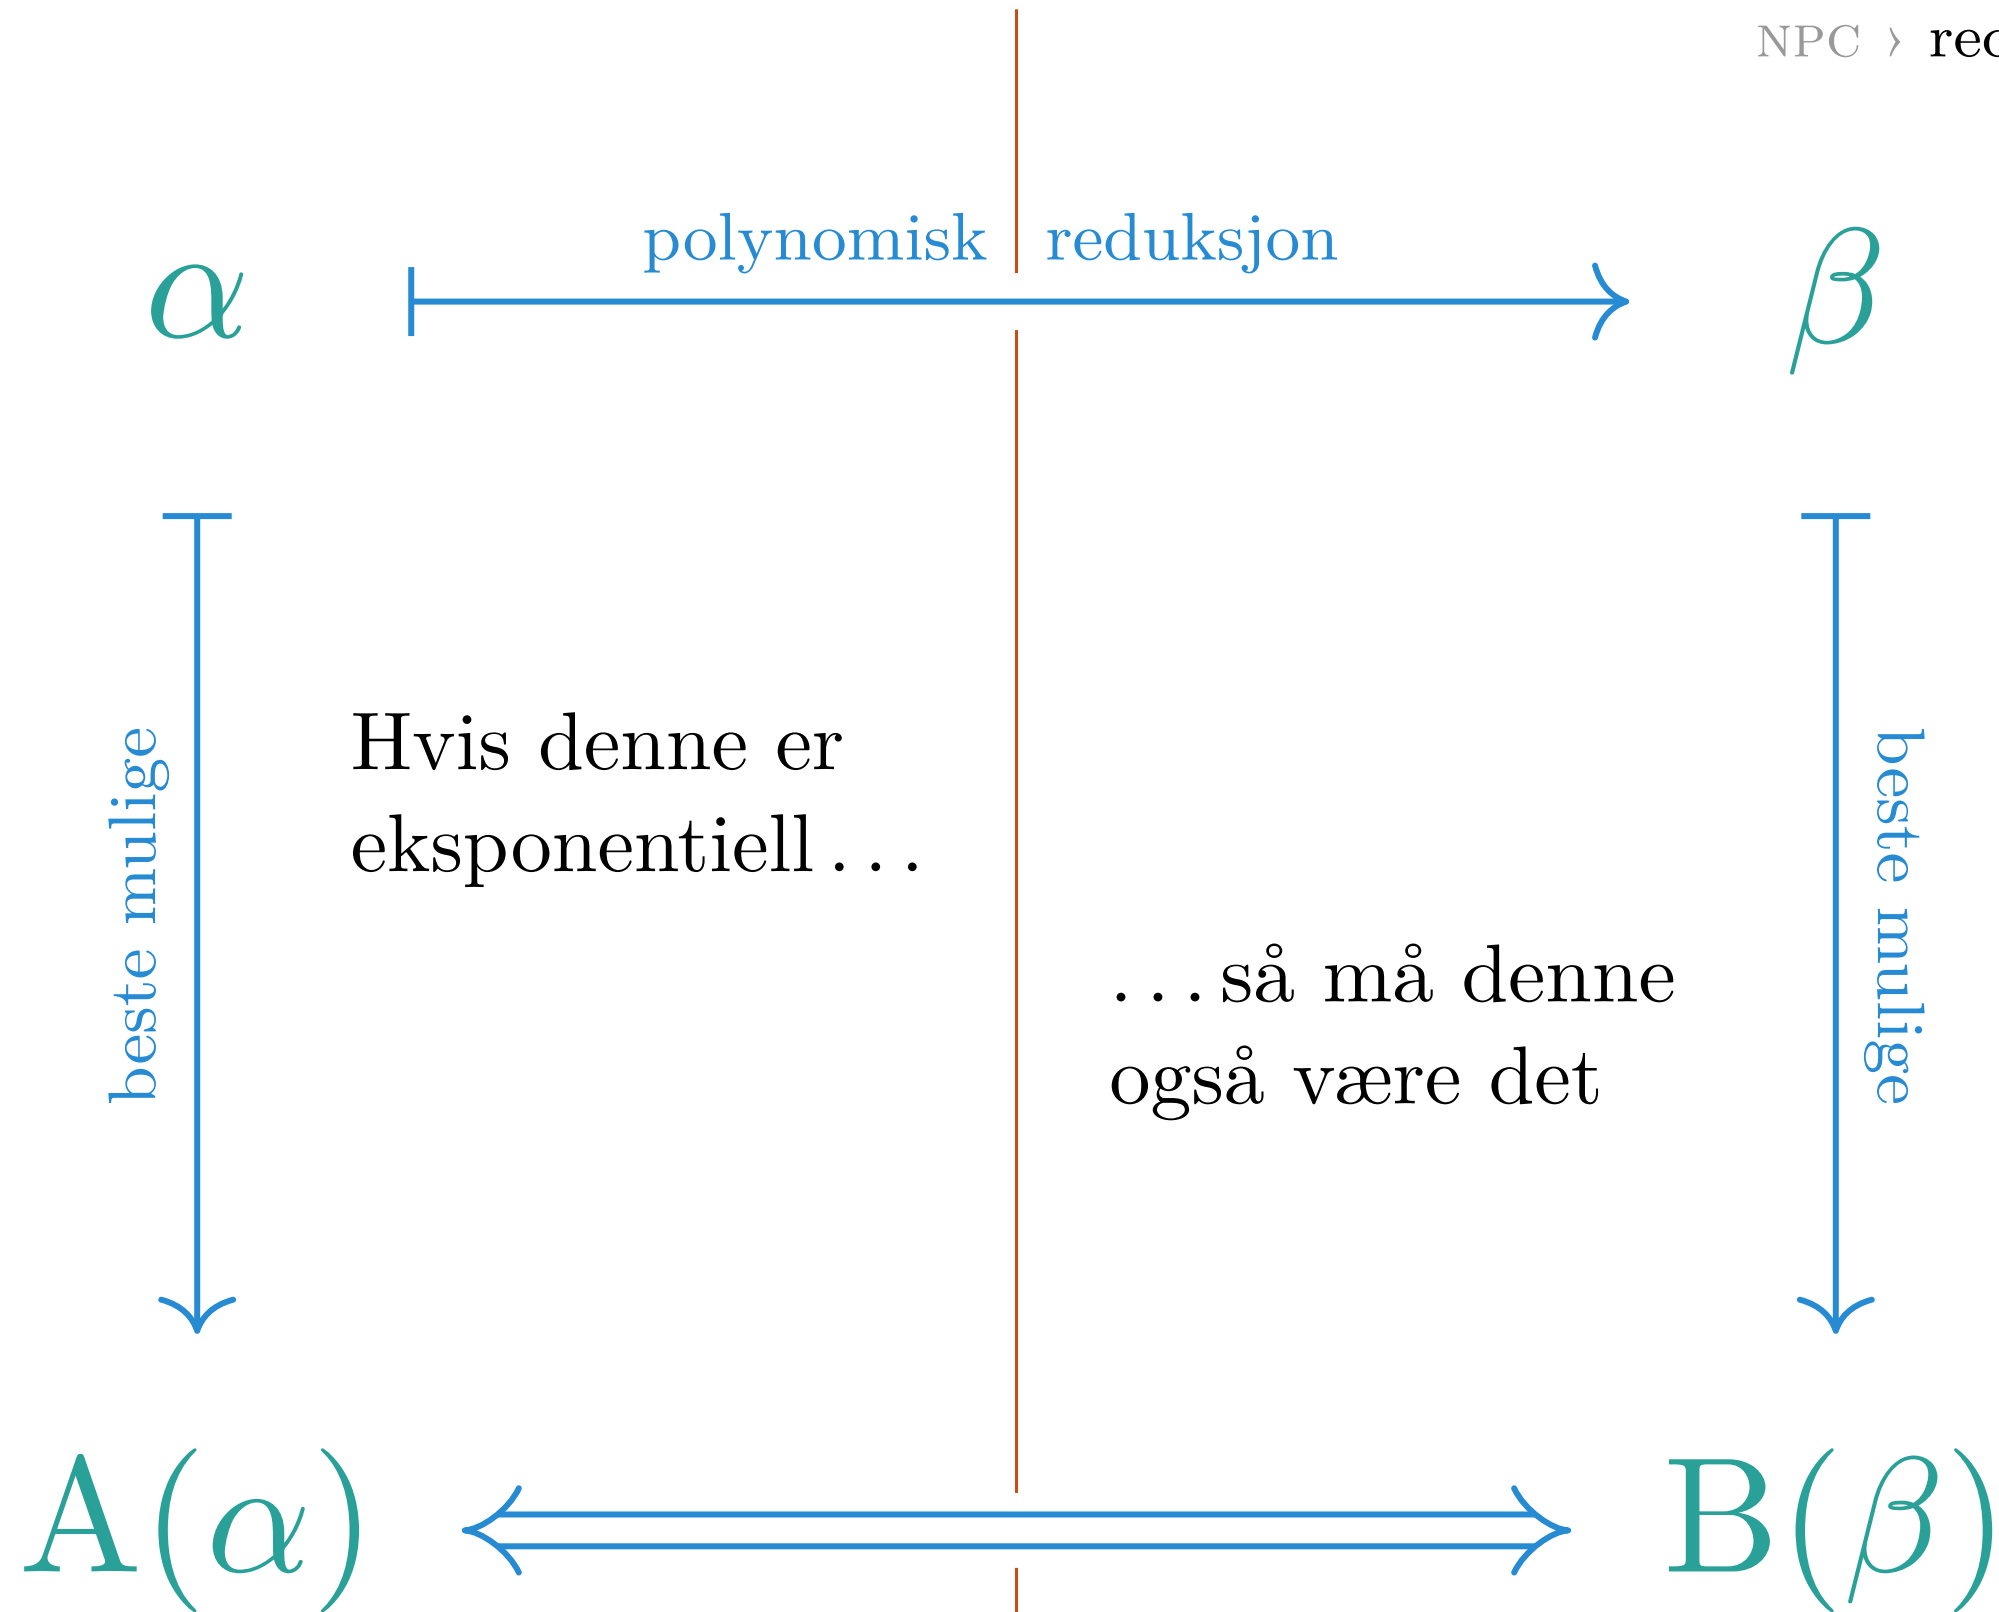 NPC › 
polynomisk reduksjon
α
β
beste mulige
Hvis denne er
eksponentiell . . .
beste mulige
. . . så må denne
også være det
A(α)
B(β)